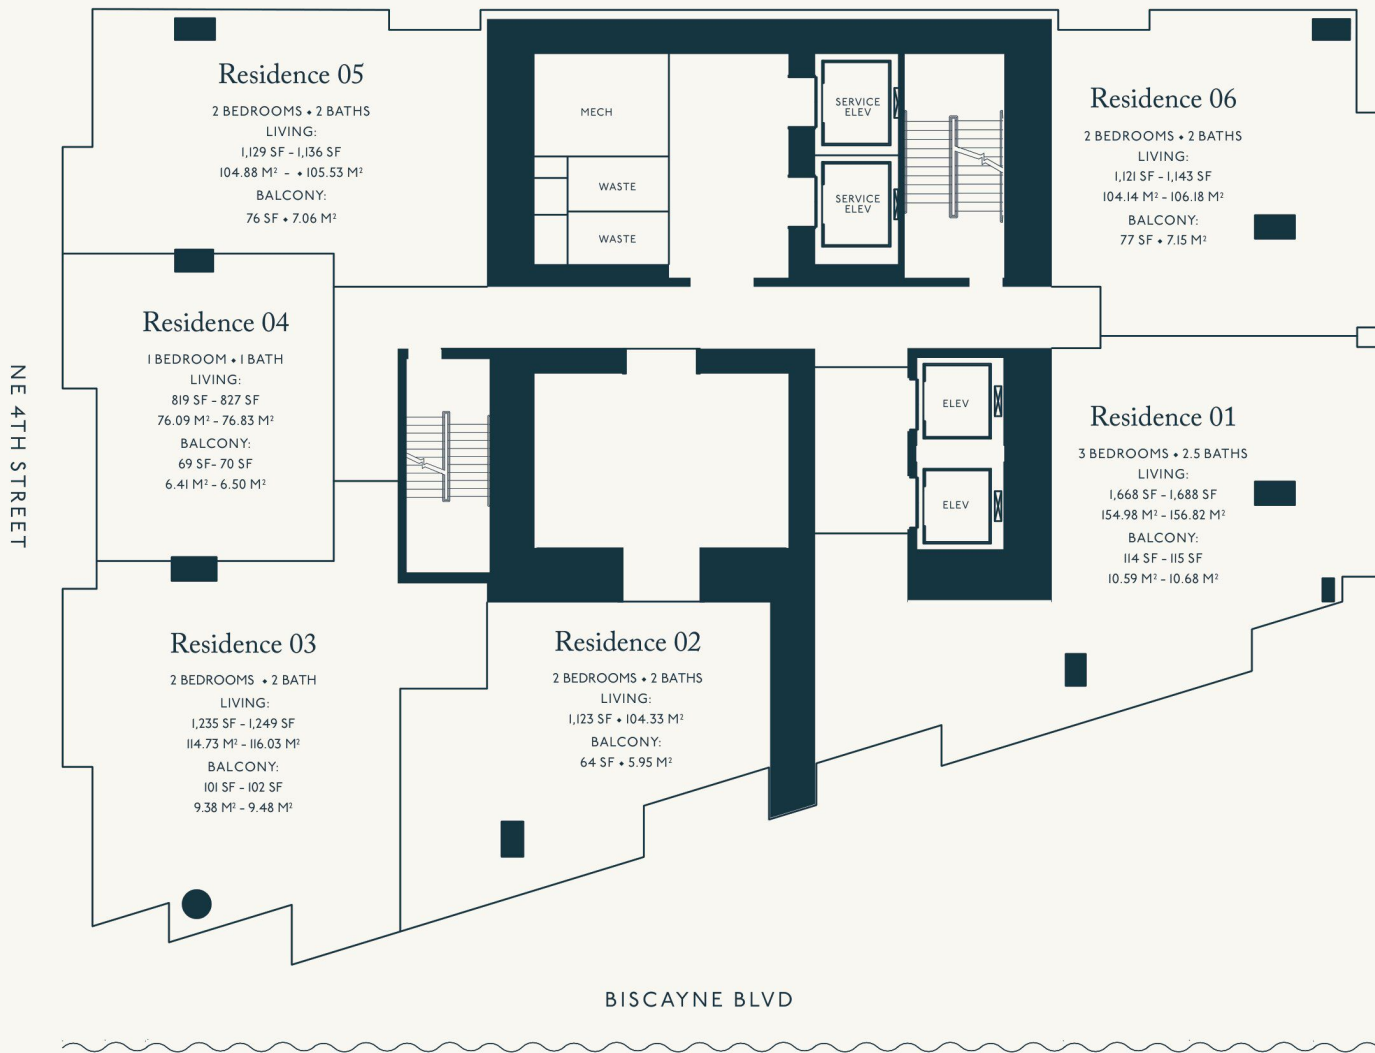 Residence 05
2 BEDROOMS • 2 BATHS
LIVING:
1,129 SF - 1,136 SF
104.88 M² - • 105.53 M²
BALCONY:
76 SF • 7.06 M²
MECH
WASTE
WASTE
SERVICE
ELEV
SERVICE
ELEV
Residence 06
2 BEDROOMS • 2 BATHS
LIVING:
1,121 SF - 1,143 SF
104.14 M² - 106.18 M²
BALCONY:
77 SF • 7.15 M²
Residence 04
1 BEDROOM • 1 BATH
LIVING:
819 SF - 827 SF
76.09 M² - 76.83 M²
BALCONY:
69 SF- 70 SF
6.41 M² - 6.50 M²
NE 4TH STREET
ELEV
ELEV
Residence 01
3 BEDROOMS • 2.5 BATHS
LIVING:
1,668 SF - 1,688 SF
154.98 M² - 156.82 M²
BALCONY:
114 SF - 115 SF
10.59 M² - 10.68 M²
Residence 03
2 BEDROOMS • 2 BATH
LIVING:
1,235 SF - 1,249 SF
114.73 M² - 116.03 M²
BALCONY:
101 SF - 102 SF
9.38 M² - 9.48 M²
Residence 02
2 BEDROOMS • 2 BATHS
LIVING:
1,123 SF • 104.33 M²
BALCONY:
64 SF • 5.95 M²
BISCAYNE BLVD